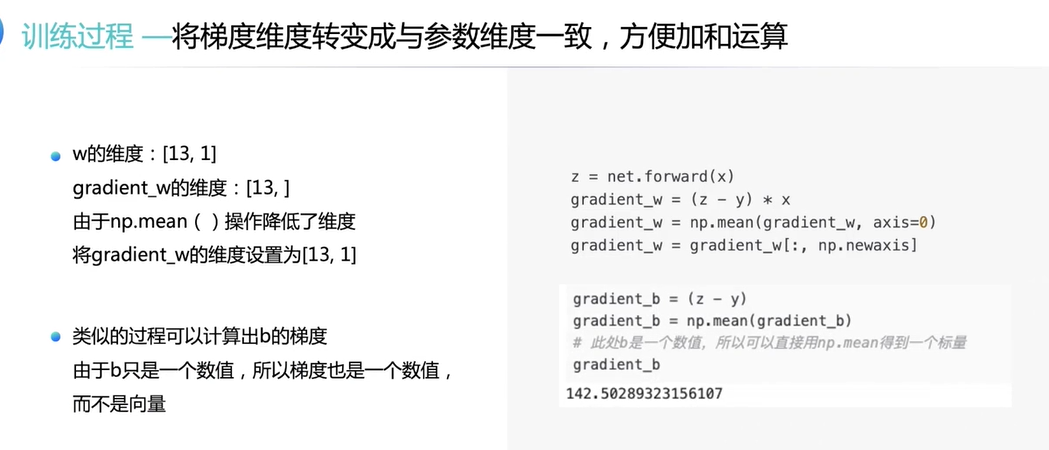 训练过程 —将梯度维度转变成与参数维度一致，方便加和运算
w的维度：[13, 1]
gradient_w的维度：[13, ]
由于np.mean（ ）操作降低了维度
将gradient_w的维度设置为[13, 1]
类似的过程可以计算出b的梯度
由于b只是一个数值，所以梯度也是一个数值，
而不是向量
z = net.forward(x)
gradient_w = (z - y) * x
gradient_w = np.mean(gradient_w, axis=0)
gradient_w = gradient_w[:, np.newaxis]
gradient_b = (z - y)
gradient_b = np.mean(gradient_b)
# 此处b是一个数值，所以可以直接用np.mean得到一个标量
gradient_b
142.50289323156107